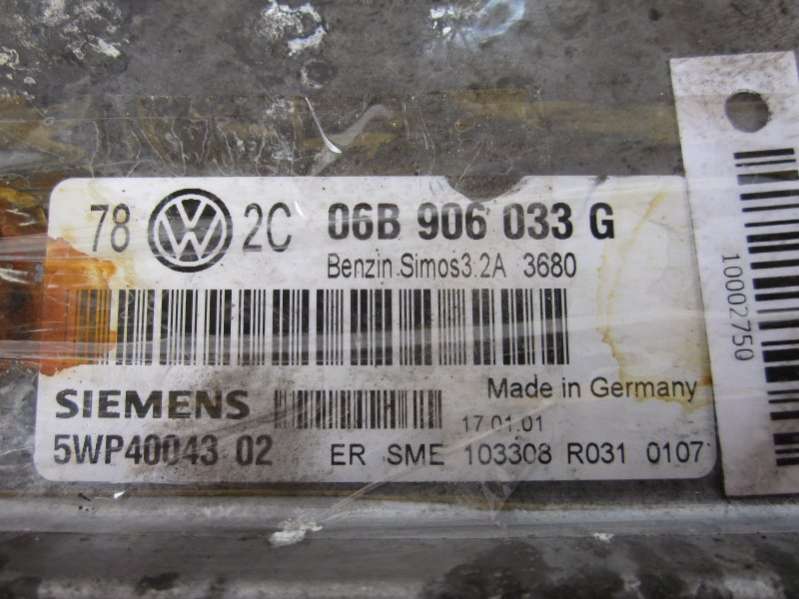 78 VW 2C 06B 906 033 G
Benzin Simos3.2A 3680
SIEMENS
Made in Germany
17.01.01
5WP40043 02 ER SME 103308 R031 0107
10002750